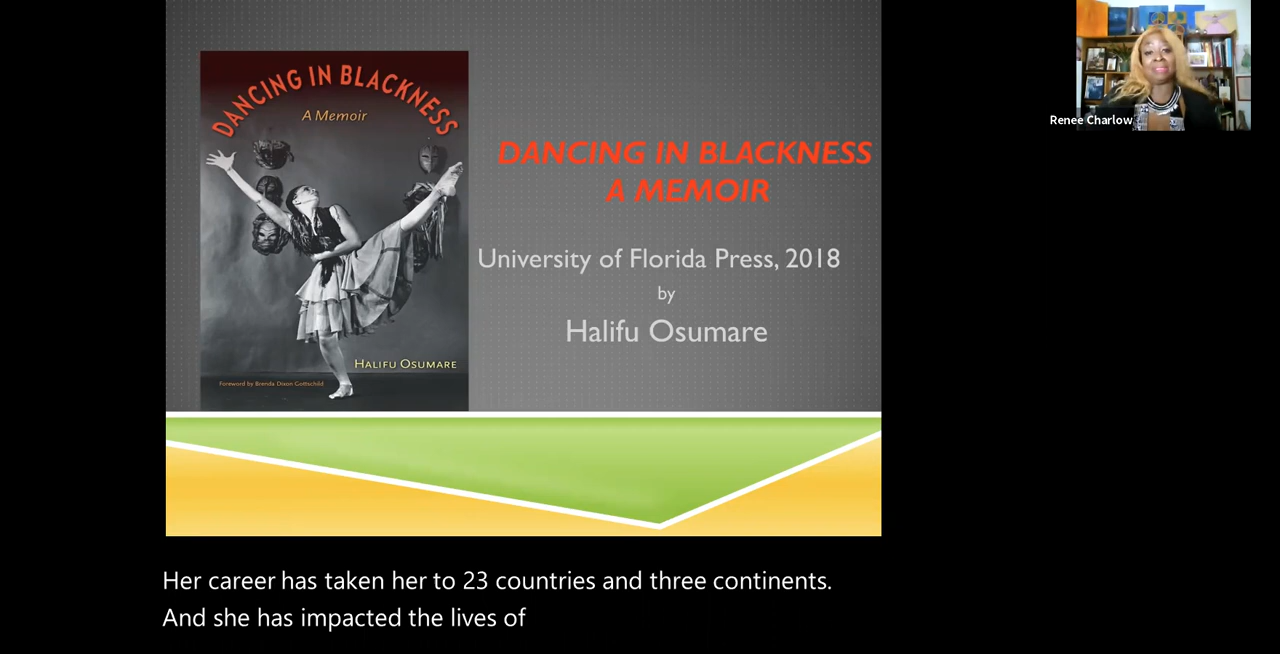 DANCING IN BLACKNESS
A Memoir
HALIFU OSUMARE
Foreword by Brenda Dixon Gottschild
DANCING IN BLACKNESS
A MEMOIR
University of Florida Press, 2018
by
Halifu Osumare
Renee Charlow
Her career has taken her to 23 countries and three continents.
And she has impacted the lives of